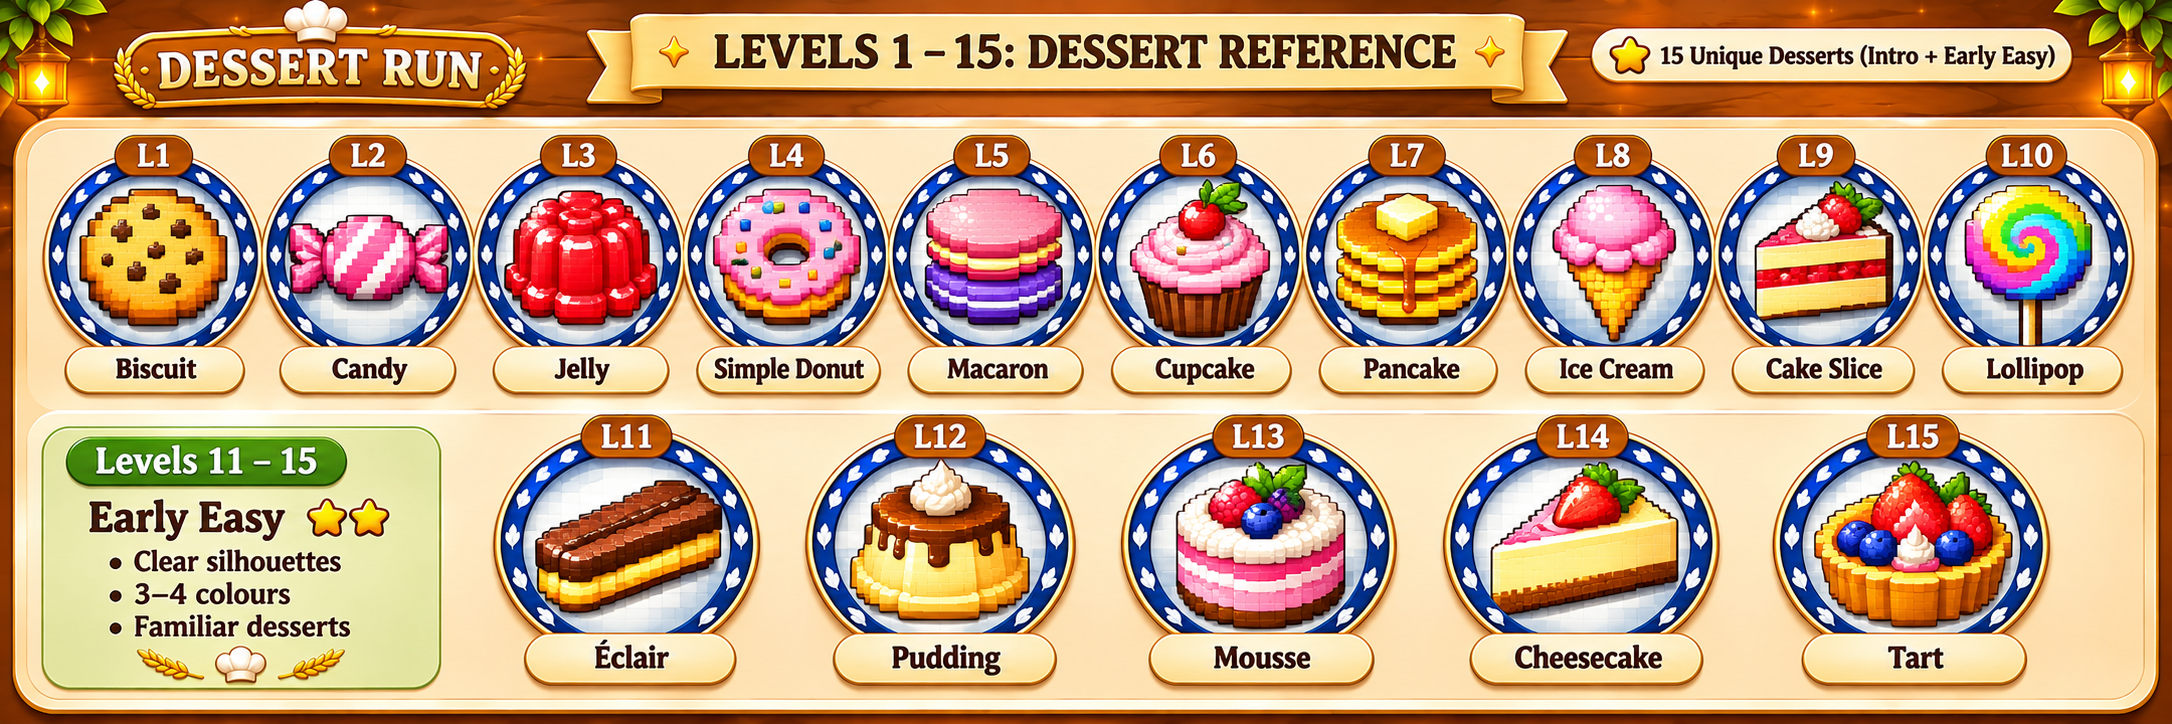 DESSERT RUN
LEVELS 1 – 15: DESSERT REFERENCE
15 Unique Desserts (Intro + Early Easy)
L1
L2
L3
L4
L5
L6
L7
L8
L9
L10
Biscuit
Candy
Jelly
Simple Donut
Macaron
Cupcake
Pancake
Ice Cream
Cake Slice
Lollipop
Levels 11 – 15
Early Easy
• Clear silhouettes
• 3–4 colours
• Familiar desserts
L11
L12
L13
L14
L15
Éclair
Pudding
Mousse
Cheesecake
Tart